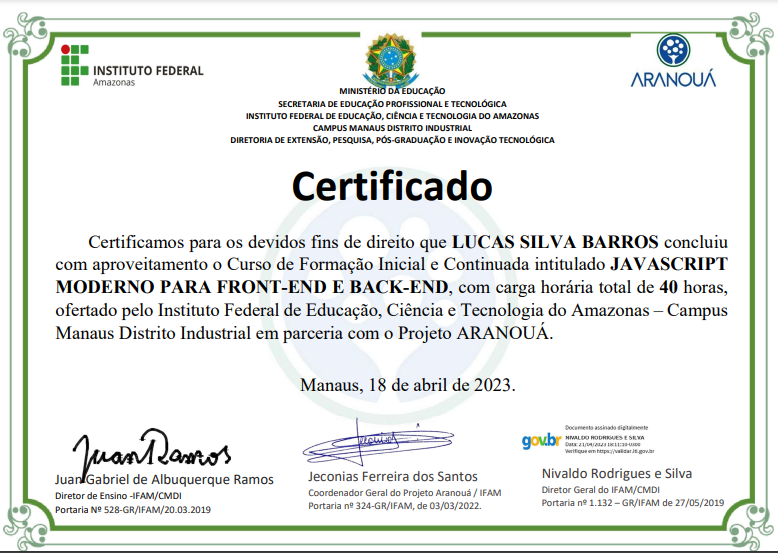 INSTITUTO FEDERAL
Amazonas
ARANOUÁ
MINISTÉRIO DA EDUCAÇÃO
SECRETARIA DE EDUCAÇÃO PROFISSIONAL E TECNOLÓGICA
INSTITUTO FEDERAL DE EDUCAÇÃO, CIÊNCIA E TECNOLOGIA DO AMAZONAS
CAMPUS MANAUS DISTRITO INDUSTRIAL
DIRETORIA DE EXTENSÃO, PESQUISA, PÓS-GRADUAÇÃO E INOVAÇÃO TECNOLÓGICA
Certificado
Certificamos para os devidos fins de direito que LUCAS SILVA BARROS concluiu
com aproveitamento o Curso de Formação Inicial e Continuada intitulado JAVASCRIPT
MODERNO PARA FRONT-END E BACK-END, com carga horária total de 40 horas,
ofertado pelo Instituto Federal de Educação, Ciência e Tecnologia do Amazonas – Campus
Manaus Distrito Industrial em parceria com o Projeto ARANOUÁ.
Manaus, 18 de abril de 2023.
Juan Ramos
Juan Gabriel de Albuquerque Ramos
Diretor de Ensino -IFAM/CMDI
Portaria Nº 528-GR/IFAM/20.03.2019
Jeconias
Jeconias Ferreira dos Santos
Coordenador Geral do Projeto Aranouá / IFAM
Portaria nº 324-GR/IFAM, de 03/03/2022.
gov.br
Documento assinado digitalmente
NIVALDO RODRIGUES E SILVA
Data: 21/04/2023 18:11:10-0300
Verifique em https://validar.iti.gov.br
Nivaldo Rodrigues e Silva
Diretor Geral do IFAM/CMDI
Portaria nº 1.132 – GR/IFAM de 27/05/2019